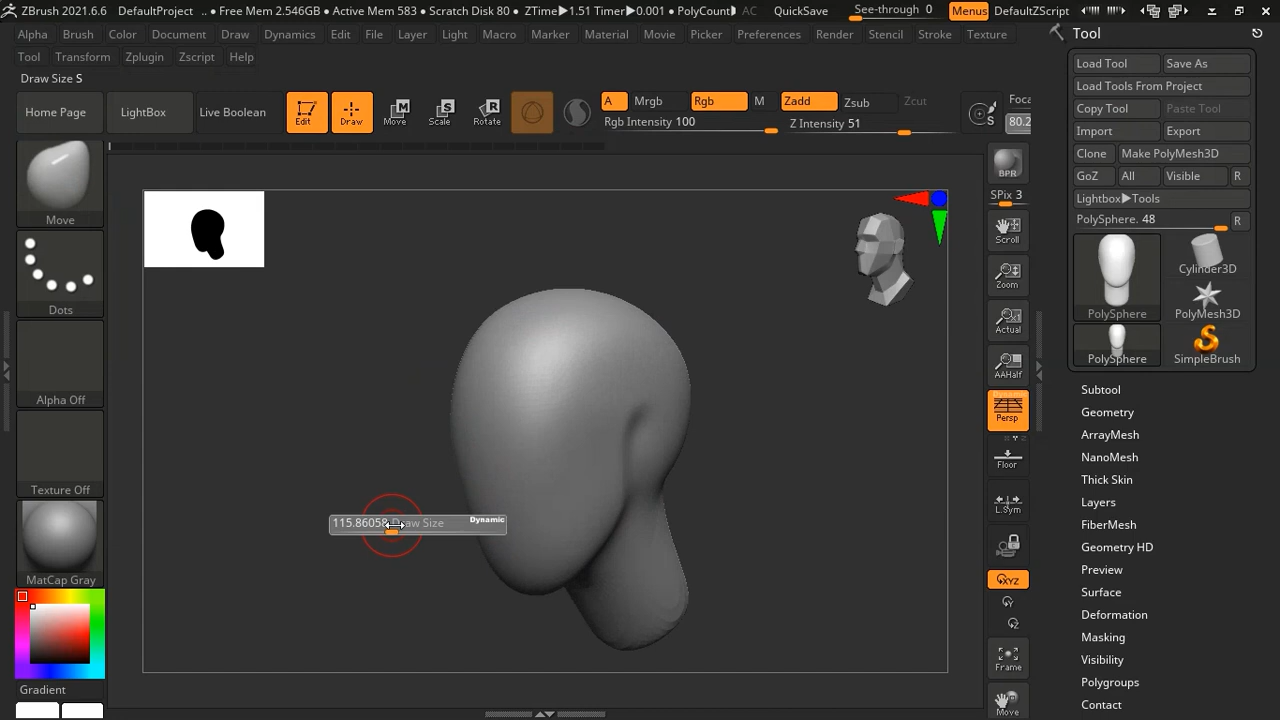 ZBrush 2021.6.6 DefaultProject .. • Free Mem 2.546GB • Active Mem 583 • Scratch Disk 80 • ZTime▶1.51 Timer▶0.001 • PolyCount▶ AC QuickSave See-through 0 Menus DefaultZScript
Alpha Brush Color Document Draw Dynamics Edit File Layer Light Macro Marker Material Movie Picker Preferences Render Stencil Stroke Texture
Tool Transform Zplugin Zscript Help
Draw Size S
Home Page LightBox Live Boolean Edit Draw Move Scale Rotate
A Mrgb Rgb M Zadd Zsub Zcut
Rgb Intensity 100 Z Intensity 51
S
Foca
80.2
Move
Dots
Alpha Off
Texture Off
MatCap Gray
Gradient
115.86058 Draw Size Dynamic
BPR
SPix 3
Scroll
Zoom
Actual
AAHalf
Persp
Floor
L.Sym
XYZ
Y
Z
Frame
Move
Tool
Load Tool Save As
Load Tools From Project
Copy Tool Paste Tool
Import Export
Clone Make PolyMesh3D
GoZ All Visible R
Lightbox▶Tools
PolySphere. 48 R
PolySphere
Cylinder3D
PolyMesh3D
PolySphere
SimpleBrush
Subtool
Geometry
ArrayMesh
NanoMesh
Thick Skin
Layers
FiberMesh
Geometry HD
Preview
Surface
Deformation
Masking
Visibility
Polygroups
Contact